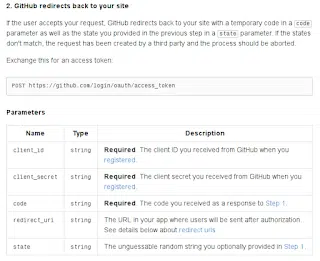 2. GitHub redirects back to your site
If the user accepts your request, GitHub redirects back to your site with a temporary code in a code
parameter as well as the state you provided in the previous step in a state parameter. If the states
don't match, the request has been created by a third party and the process should be aborted.
Exchange this for an access token:
POST https://github.com/login/oauth/access_token
Parameters
Name Type Description
client_id string Required. The client ID you received from GitHub when you
registered.
client_secret string Required. The client secret you received from GitHub when you
registered.
code string Required. The code you received as a response to Step 1.
redirect_uri string The URL in your app where users will be sent after authorization.
See details below about redirect urls.
state string The unguessable random string you optionally provided in Step 1.